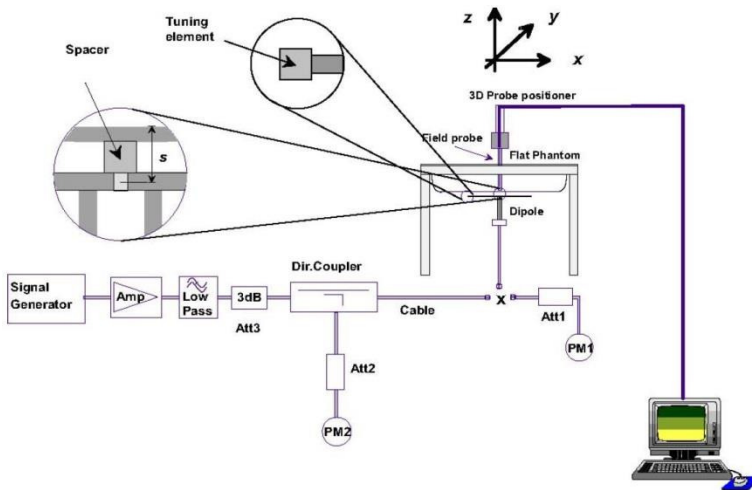 Tuning
element
Spacer
s
z
y
x
3D Probe positioner
Field probe
Flat Phantom
Dipole
Dir.Coupler
Signal
Generator
Amp
Low
Pass
3dB
Att3
Cable
x
Att1
PM1
Att2
PM2